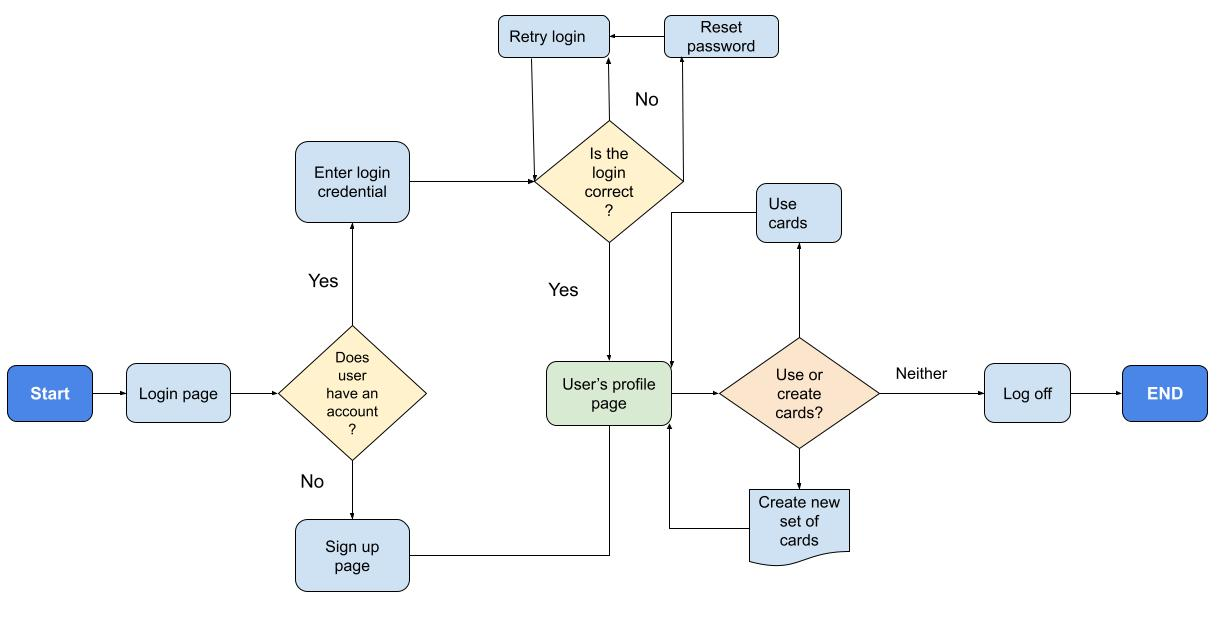 Retry login
Reset
password
No
Is the
login
correct
?
Enter login
credential
Use
cards
Yes
Yes
Does
user
have an
account
?
Start
Login page
User's profile
page
Use or
create
cards?
Neither
Log off
END
No
Create new
set of
cards
Sign up
page